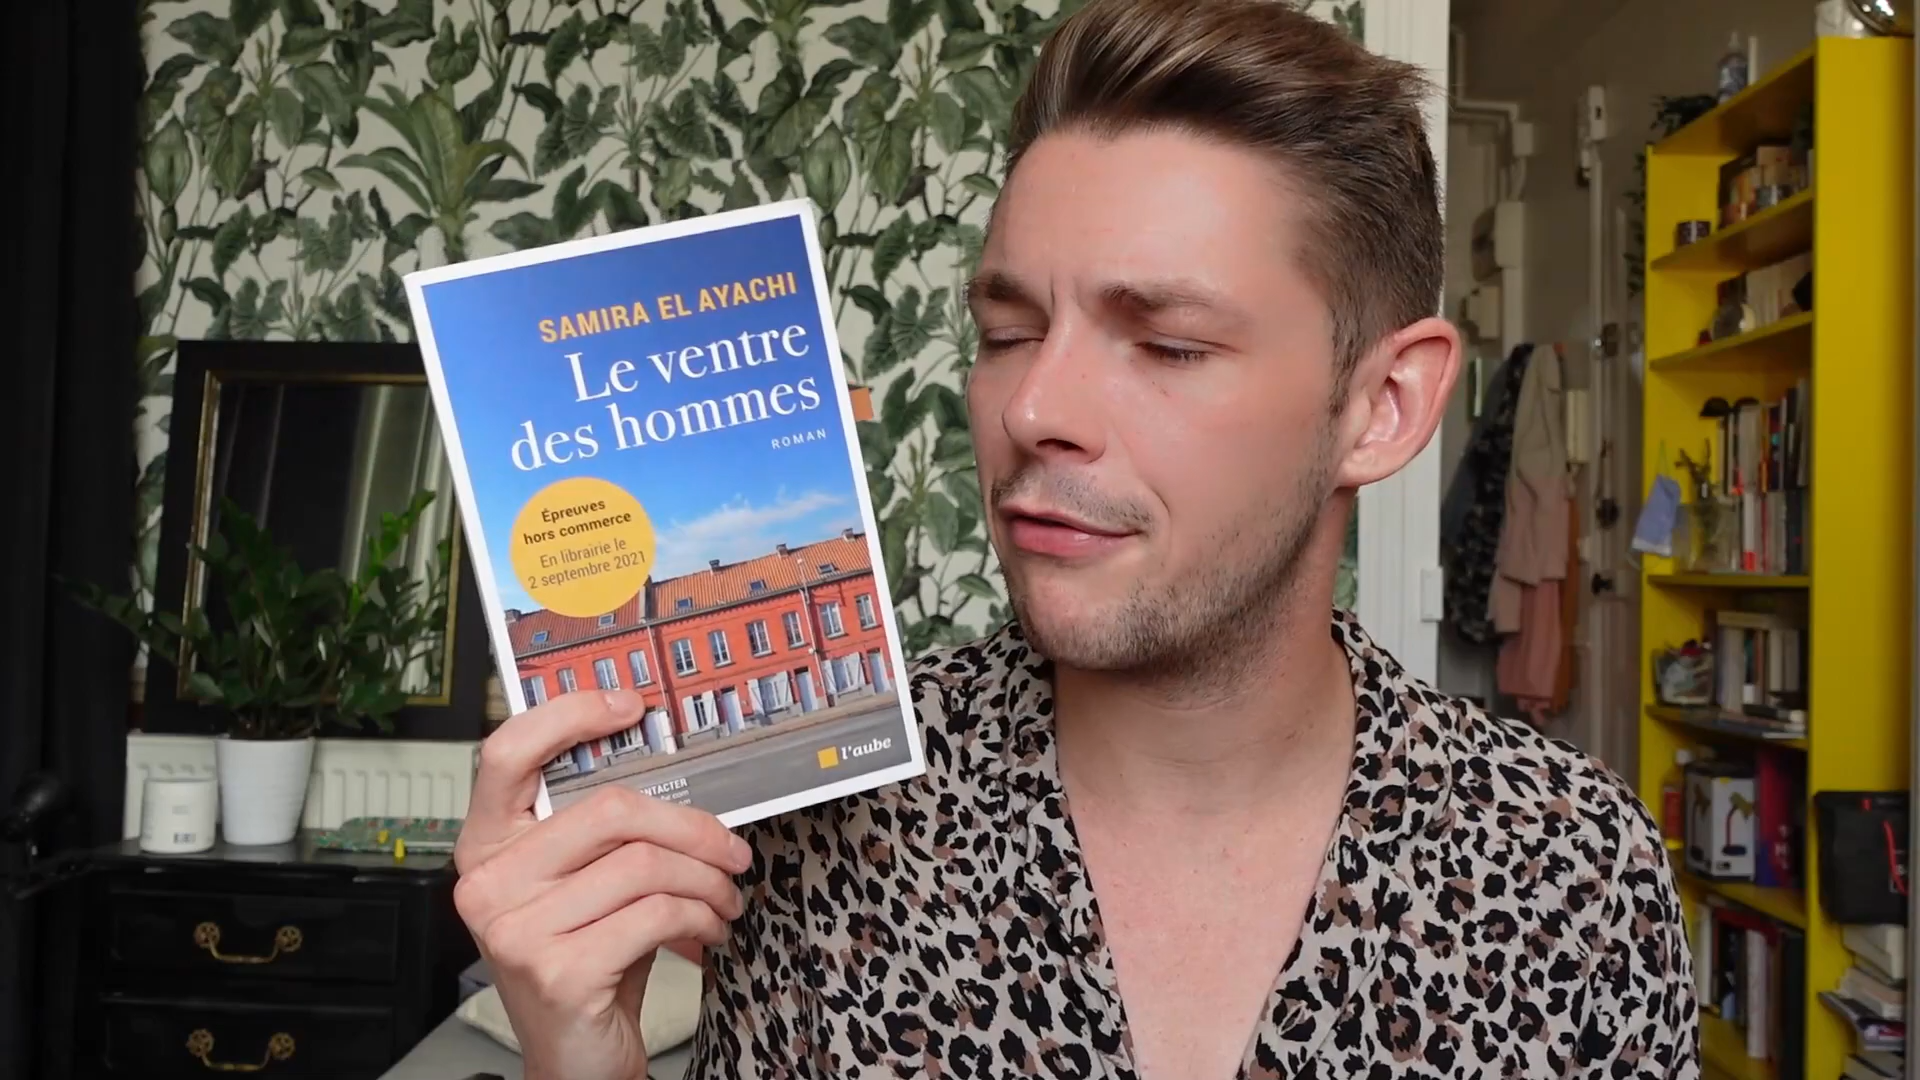 SAMIRA EL AYACHI
Le ventre
des hommes
ROMAN
Épreuves
hors commerce
En librairie le
2 septembre 2021
l'aube